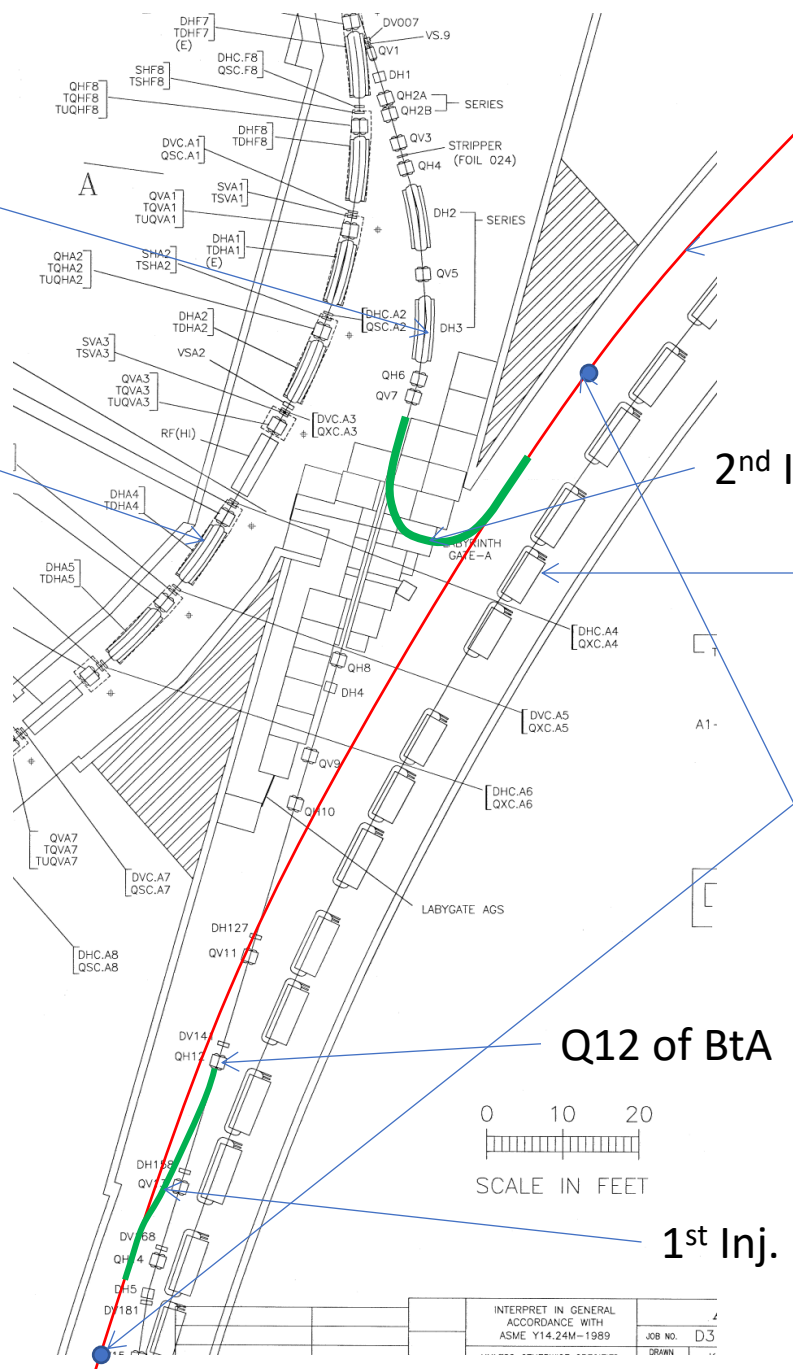 DHF7
TDHF7
(E)
DV007
VS.9
QV1
DHC.F8
QSC.F8
SHF8
TSHF8
DH1
QHF8
TQHF8
TUQHF8
QH2A
QH2B
SERIES
DHF8
TDHF8
QV3
STRIPPER
(FOIL 024)
QH4
DVC.A1
QSC.A1
A
SVA1
TSVA1
QVA1
TQVA1
TUQVA1
DH2
SERIES
DHA1
TDHA1
(E)
SHA2
TSHA2
QHA2
TQHA2
TUQHA2
QV5
DHC.A2
QSC.A2
DHA2
TDHA2
DH3
SVA3
TSVA3
VSA2
QVA3
TQVA3
TUQVA3
QH6
QV7
DVC.A3
QXC.A3
RF(HI)
2nd I
DHA4
TDHA4
LABYRINTH
GATE-A
DHA5
TDHA5
DHC.A4
QXC.A4
QH8
DH4
DVC.A5
QXC.A5
A1-
QV9
DHC.A6
QXC.A6
QH10
QVA7
TQVA7
TUQVA7
DVC.A7
QSC.A7
LABYGATE AGS
DH127
QV11
DHC.A8
QSC.A8
DV141
QH12
Q12 of BtA
0 10 20
SCALE IN FEET
DH158
QV13
1st Inj.
DV168
QH14
DH5
DV181
INTERPRET IN GENERAL
ACCORDANCE WITH
ASME Y14.24M-1989
JOB NO. D3
DRAWN